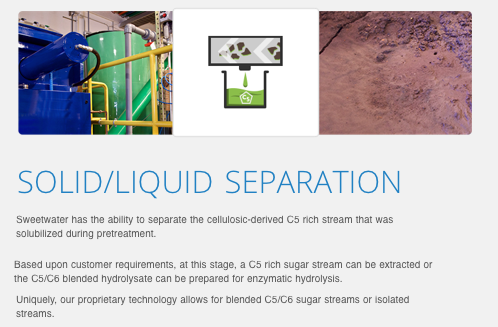 C5
SOLID/LIQUID SEPARATION
Sweetwater has the ability to separate the cellulosic-derived C5 rich stream that was
solubilized during pretreatment.
Based upon customer requirements, at this stage, a C5 rich sugar stream can be extracted or
the C5/C6 blended hydrolysate can be prepared for enzymatic hydrolysis.
Uniquely, our proprietary technology allows for blended C5/C6 sugar streams or isolated
streams.